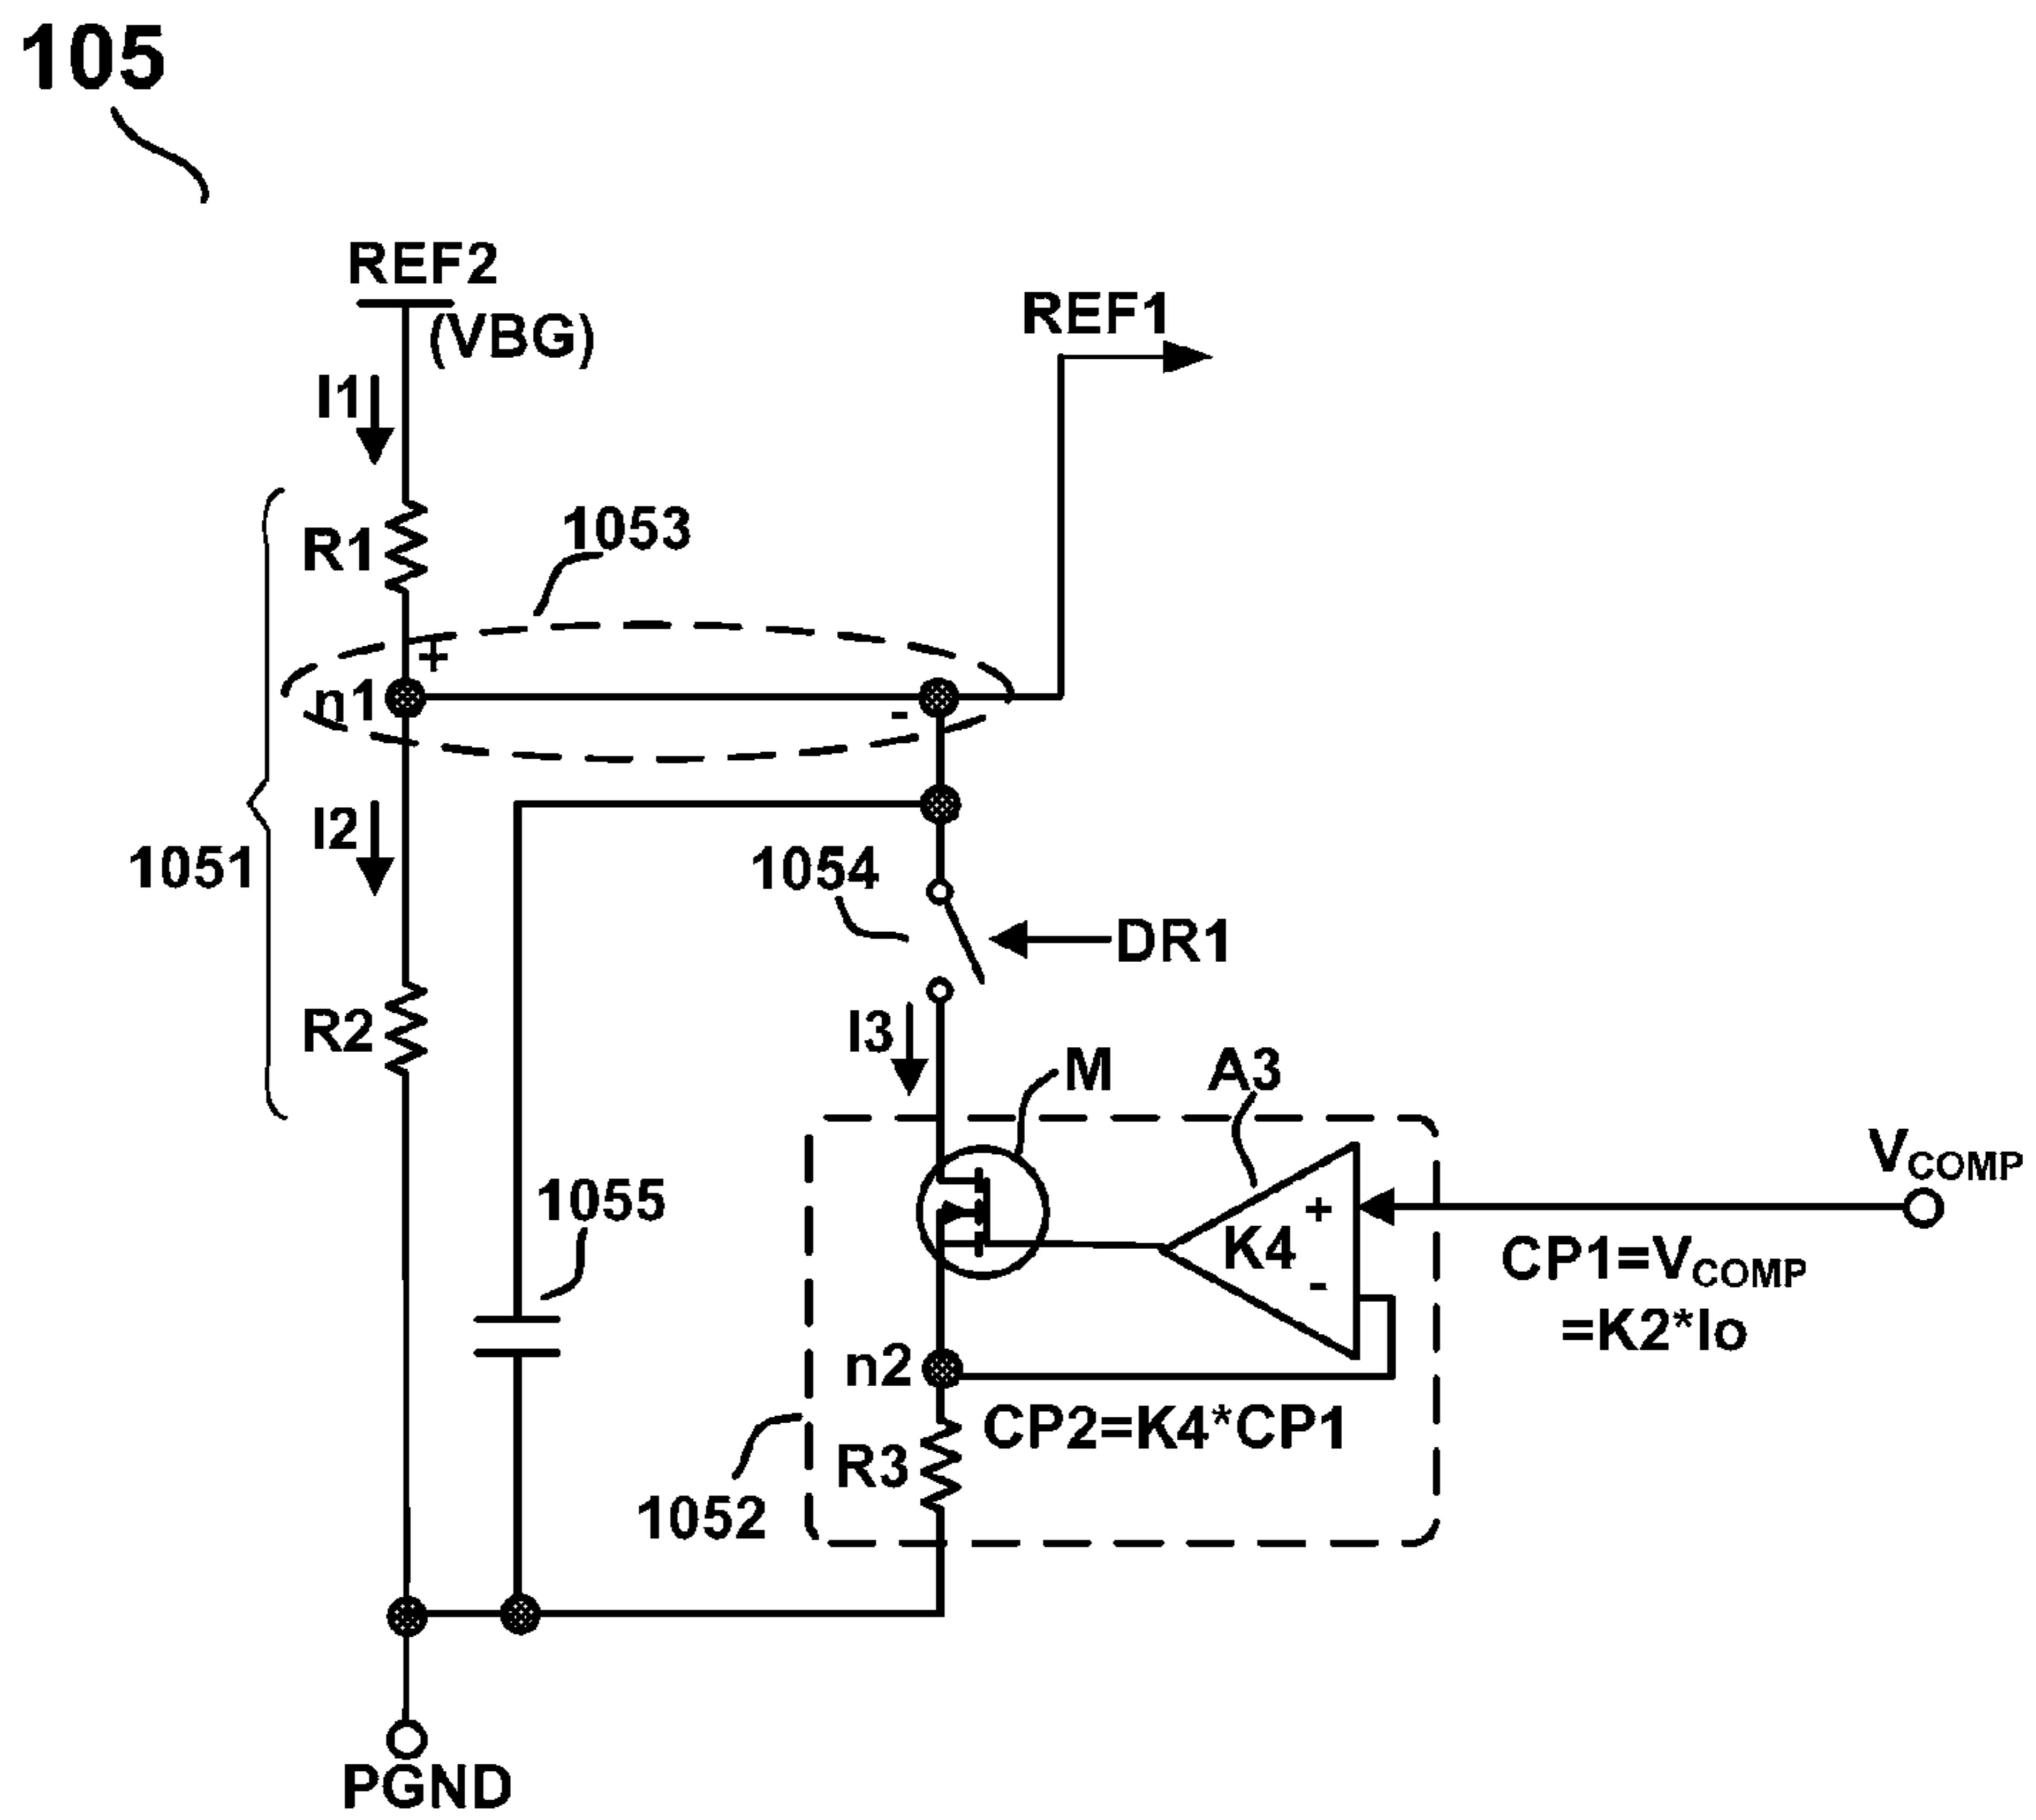 105
REF2
(VBG)
REF1
I1
R1
1053
+
n1
-
I2
1051
1054
DR1
R2
I3
M
A3
VCOMP
1055
+
K4
-
CP1=VCOMP
=K2*Io
n2
CP2=K4*CP1
R3
1052
PGND